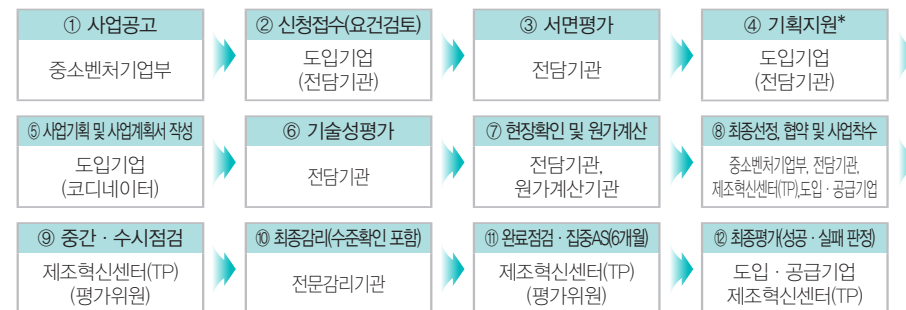 ① 사업공고
중소벤처기업부
② 신청접수(요건검토)
도입기업
(전담기관)
③ 서면평가
전담기관
④ 기획지원*
도입기업
(전담기관)
⑤ 사업기획 및 사업계획서 작성
도입기업
(코디네이터)
⑥ 기술성평가
전담기관
⑦ 현장확인 및 원가계산
전담기관,
원가계산기관
⑧ 최종선정, 협약 및 사업착수
중소벤처기업부, 전담기관,
제조혁신센터(TP),도입 · 공급기업
⑨ 중간 · 수시점검
제조혁신센터(TP)
(평가위원)
⑩ 최종감리(수준확인 포함)
전문감리기관
⑪ 완료점검 · 집중AS(6개월)
제조혁신센터(TP)
(평가위원)
⑫ 최종평가(성공 · 실패 판정)
도입 · 공급기업
제조혁신센터(TP)